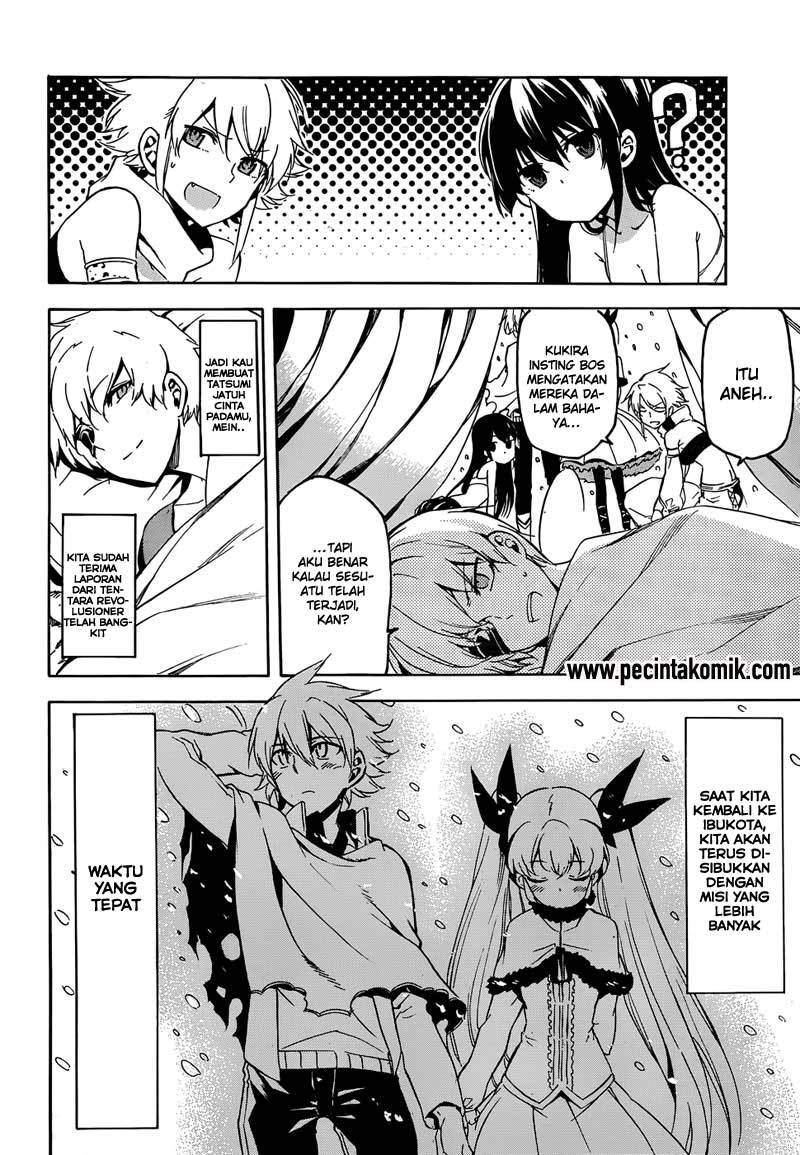 ?
ITU
ANEH..
KUKIRA
INSTING BOS
MENGATAKAN
MEREKA DA-
LAM BAHA-
YA...
...TAPI
AKU BENAR
KALAU SESU-
ATU TELAH
TERJADI,
KAN?
JADI KAU
MEMBUAT
TATSUMI
JATUH
CINTA
PADAMU,
MEIN..
KITA SUDAH
TERIMA
LAPORAN
DARI TEN-
TARA REVO-
LUSIONER
TELAH BANG-
KIT
www.pecintakomik.com
SAAT KITA
KEMBALI KE
IBUKOTA,
KITA AKAN
TERUS DI-
SIBUKKAN
DENGAN
MISI YANG
LEBIH
BANYAK
WAKTU
YANG
TEPAT